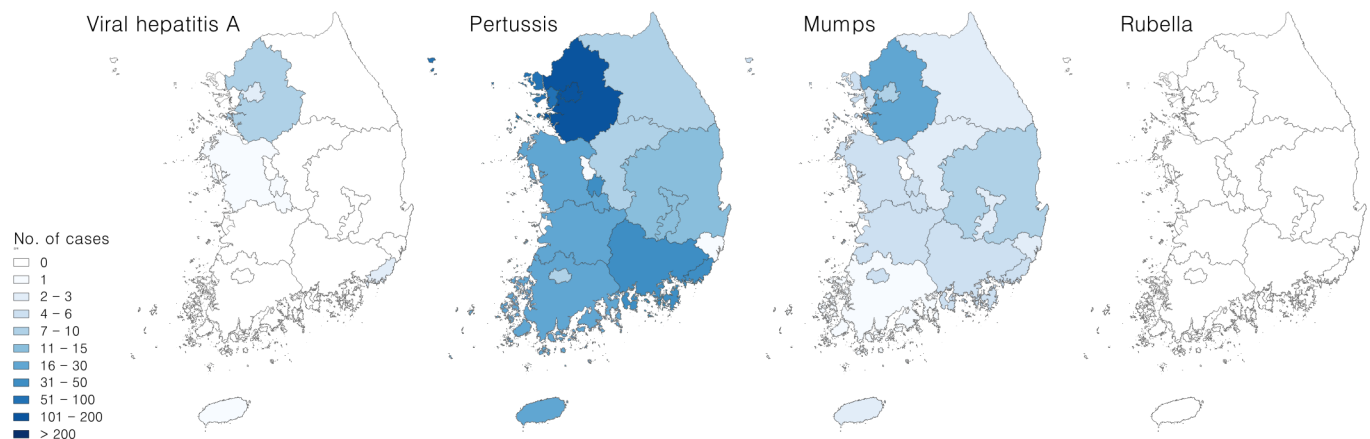 Viral hepatitis A
Pertussis
Mumps
Rubella
No. of cases
0
1
2 – 3
4 – 6
7 – 10
11 – 15
16 – 30
31 – 50
51 – 100
101 – 200
> 200